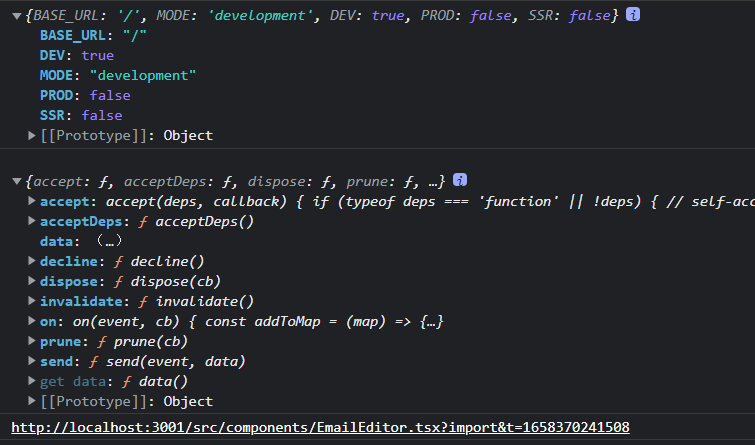 ▼{BASE_URL: '/', MODE: 'development', DEV: true, PROD: false, SSR: false} i
BASE_URL: "/"
DEV: true
MODE: "development"
PROD: false
SSR: false
▶[[Prototype]]: Object
▼{accept: ƒ, acceptDeps: ƒ, dispose: ƒ, prune: ƒ, …} i
▶accept: accept(deps, callback) { if (typeof deps === 'function' || !deps) { // self-acc
▶acceptDeps: ƒ acceptDeps()
data: (…)
▶decline: ƒ decline()
▶dispose: ƒ dispose(cb)
▶invalidate: ƒ invalidate()
▶on: on(event, cb) { const addToMap = (map) => {…}
▶prune: ƒ prune(cb)
▶send: ƒ send(event, data)
▶get data: ƒ data()
▶[[Prototype]]: Object
http://localhost:3001/src/components/EmailEditor.tsx?import&t=1658370241508